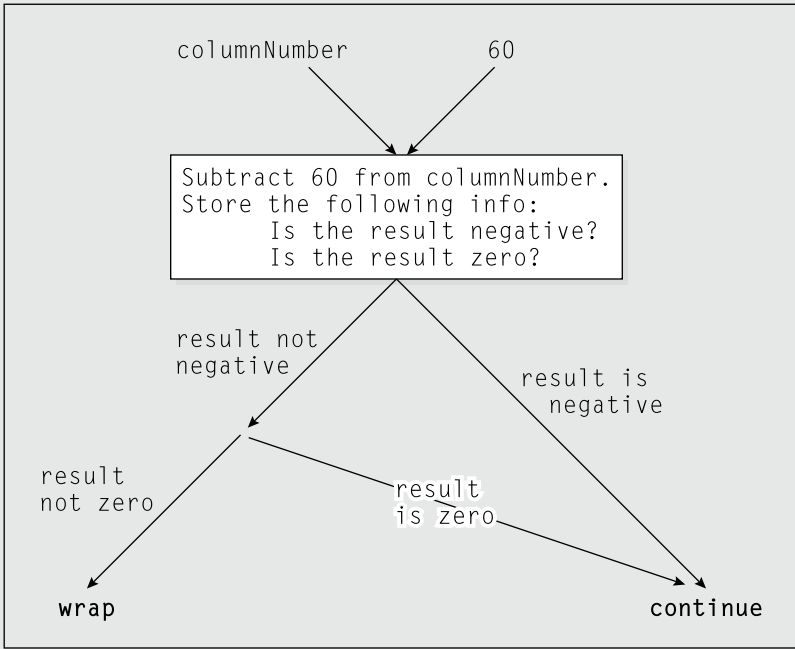 columnNumber 60
Subtract 60 from columnNumber.
Store the following info:
Is the result negative?
Is the result zero?
result not
negative
result is
negative
result
not zero
result
is zero
wrap
continue